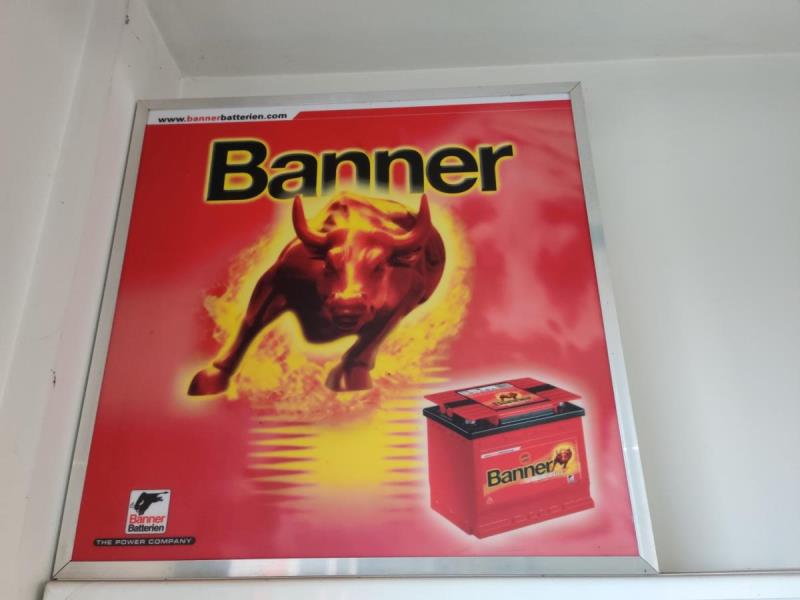 www.bannerbatterien.com
Banner
Banner
Banner
Batterien
THE POWER COMPANY